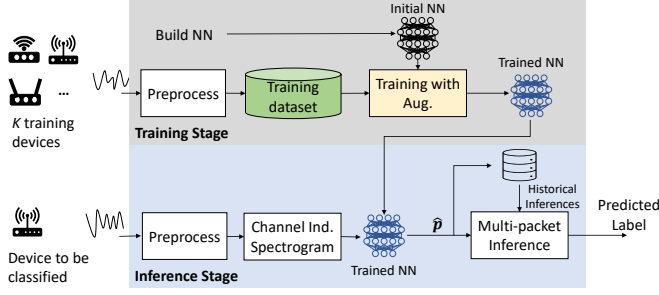 Initial NN
Build NN
Trained NN
...
Preprocess
Training
dataset
Training with
Aug.
K training
devices
Training Stage
Historical
Inferences
Predicted
Label
Preprocess
Channel Ind.
Spectrogram
p̂
Multi-packet
Inference
Trained NN
Device to be
classified
Inference Stage